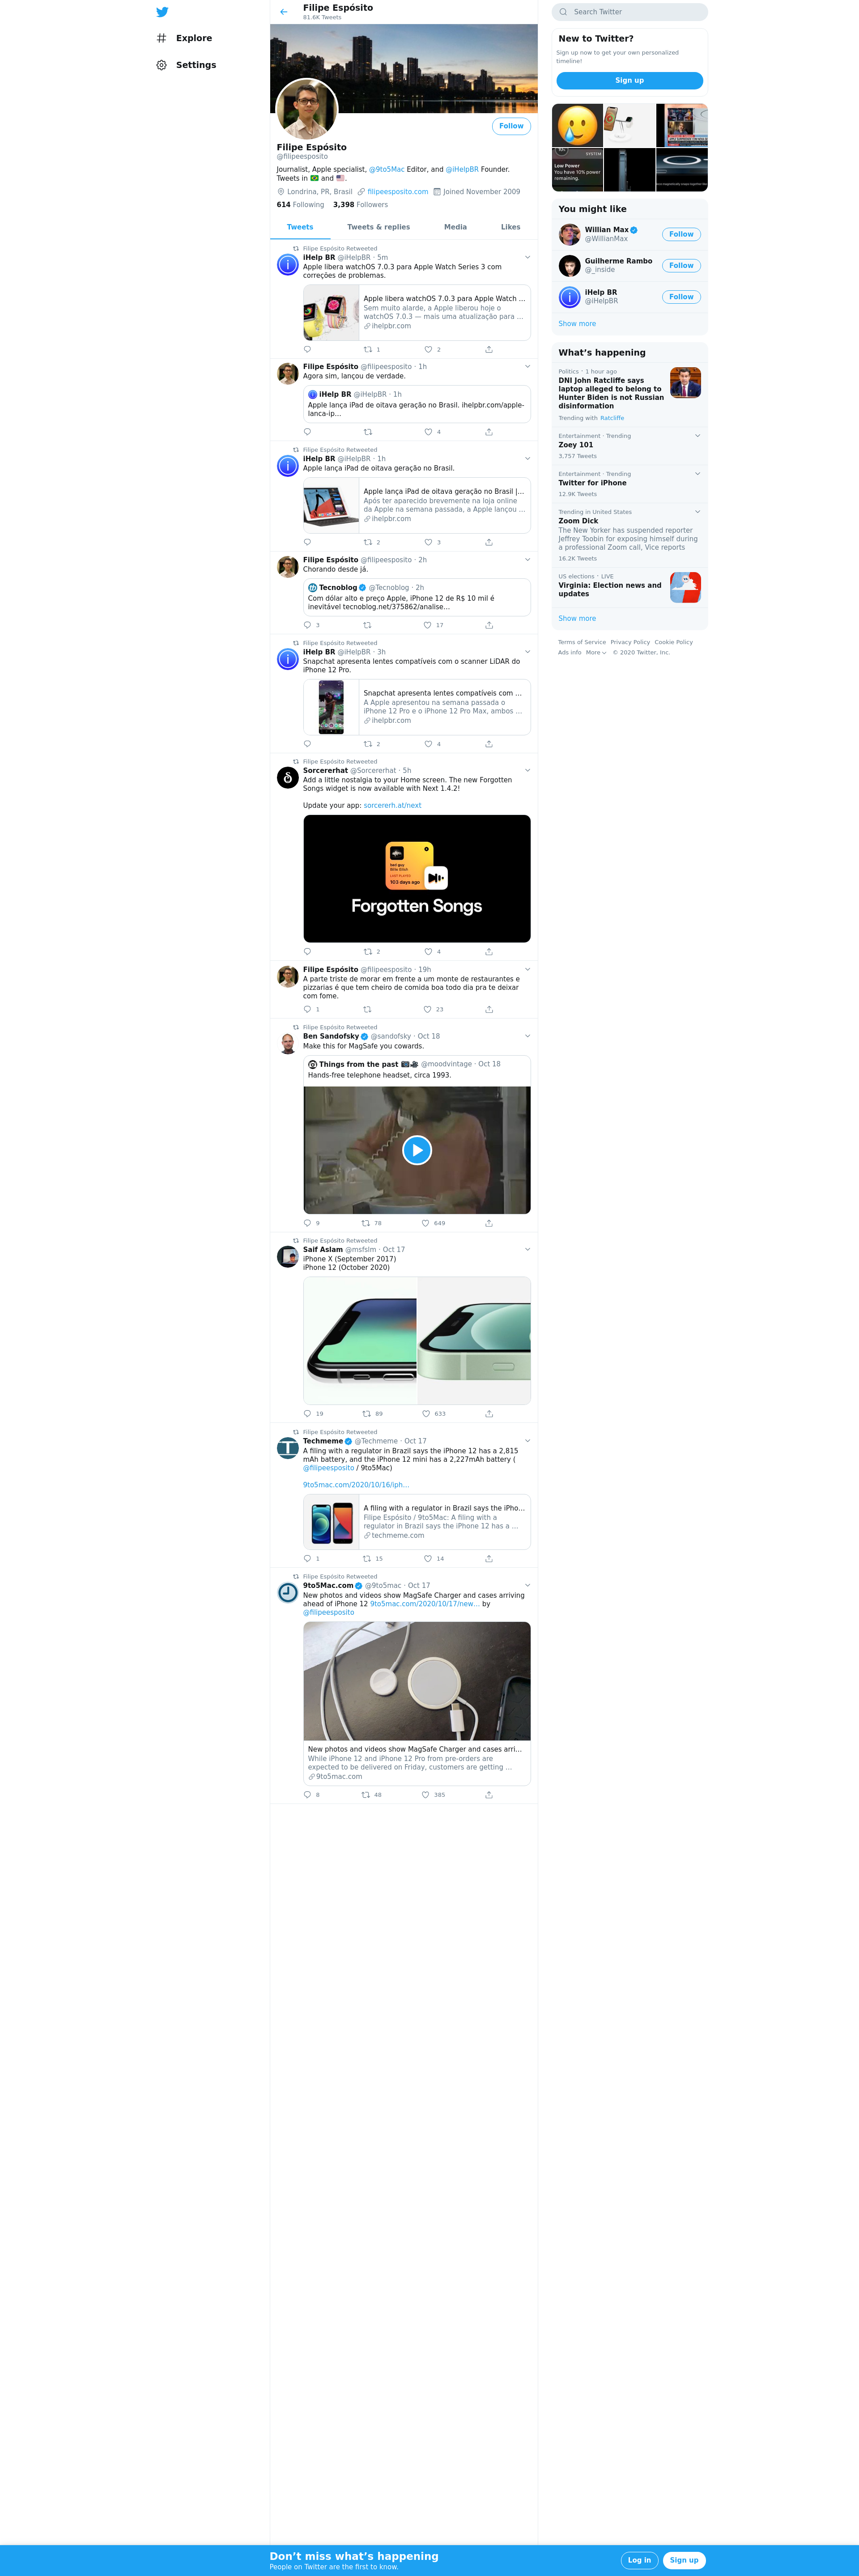 Explore
Settings
Filipe Espósito
81.6K Tweets
Follow
Filipe Espósito
@filipeesposito
Journalist, Apple specialist, @9to5Mac Editor, and @iHelpBR Founder.
Tweets in 🇧🇷 and 🇺🇸.
Londrina, PR, Brasil filipeesposito.com Joined November 2009
614 Following 3,398 Followers
Tweets Tweets & replies Media Likes
Filipe Espósito Retweeted
iHelp BR @iHelpBR · 5m
Apple libera watchOS 7.0.3 para Apple Watch Series 3 com
correções de problemas.
Apple libera watchOS 7.0.3 para Apple Watch ...
Sem muito alarde, a Apple liberou hoje o
watchOS 7.0.3 — mais uma atualização para ...
ihelpbr.com
1 2
Filipe Espósito @filipeesposito · 1h
Agora sim, lançou de verdade.
iHelp BR @iHelpBR · 1h
Apple lança iPad de oitava geração no Brasil. ihelpbr.com/apple-
lanca-ip…
4
Filipe Espósito Retweeted
iHelp BR @iHelpBR · 1h
Apple lança iPad de oitava geração no Brasil.
Apple lança iPad de oitava geração no Brasil |...
Após ter aparecido brevemente na loja online
da Apple na semana passada, a Apple lançou ...
ihelpbr.com
2 3
Filipe Espósito @filipeesposito · 2h
Chorando desde já.
Tecnoblog @Tecnoblog · 2h
Com dólar alto e preço Apple, iPhone 12 de R$ 10 mil é
inevitável tecnoblog.net/375862/analise…
3 17
Filipe Espósito Retweeted
iHelp BR @iHelpBR · 3h
Snapchat apresenta lentes compatíveis com o scanner LiDAR do
iPhone 12 Pro.
Snapchat apresenta lentes compatíveis com ...
A Apple apresentou na semana passada o
iPhone 12 Pro e o iPhone 12 Pro Max, ambos ...
ihelpbr.com
2 4
Filipe Espósito Retweeted
Sorcererhat @Sorcererhat · 5h
Add a little nostalgia to your Home screen. The new Forgotten
Songs widget is now available with Next 1.4.2!
Update your app: sorcererh.at/next
LAST PLAYED
103 days ago
Forgotten Songs
2 4
Filipe Espósito @filipeesposito · 19h
A parte triste de morar em frente a um monte de restaurantes e
pizzarias é que tem cheiro de comida boa todo dia pra te deixar
com fome.
1 23
Filipe Espósito Retweeted
Ben Sandofsky @sandofsky · Oct 18
Make this for MagSafe you cowards.
Things from the past @moodvintage · Oct 18
Hands-free telephone headset, circa 1993.
9 78 649
Filipe Espósito Retweeted
Saif Aslam @msfslm · Oct 17
iPhone X (September 2017)
iPhone 12 (October 2020)
19 89 633
Filipe Espósito Retweeted
Techmeme @Techmeme · Oct 17
A filing with a regulator in Brazil says the iPhone 12 has a 2,815
mAh battery, and the iPhone 12 mini has a 2,227mAh battery (
@filipeesposito / 9to5Mac)
9to5mac.com/2020/10/16/iph…
A filing with a regulator in Brazil says the iPho...
Filipe Espósito / 9to5Mac: A filing with a
regulator in Brazil says the iPhone 12 has a ...
techmeme.com
1 15 14
Filipe Espósito Retweeted
9to5Mac.com @9to5mac · Oct 17
New photos and videos show MagSafe Charger and cases arriving
ahead of iPhone 12 9to5mac.com/2020/10/17/new… by
@filipeesposito
New photos and videos show MagSafe Charger and cases arri...
While iPhone 12 and iPhone 12 Pro from pre-orders are
expected to be delivered on Friday, customers are getting ...
9to5mac.com
8 48 385
Search Twitter
New to Twitter?
Sign up now to get your own personalized
timeline!
Sign up
SYSTEM
Low Power
You have 10% power
remaining.
You might like
Willian Max
@WillianMax
Follow
Guilherme Rambo
@_inside
Follow
iHelp BR
@iHelpBR
Follow
Show more
What's happening
Politics · 1 hour ago
DNI John Ratcliffe says
laptop alleged to belong to
Hunter Biden is not Russian
disinformation
Trending with Ratcliffe
Entertainment · Trending
Zoey 101
3,757 Tweets
Entertainment · Trending
Twitter for iPhone
12.9K Tweets
Trending in United States
Zoom Dick
The New Yorker has suspended reporter
Jeffrey Toobin for exposing himself during
a professional Zoom call, Vice reports
16.2K Tweets
US elections · LIVE
Virginia: Election news and
updates
Show more
Terms of Service Privacy Policy Cookie Policy
Ads info More © 2020 Twitter, Inc.
Don't miss what's happening
People on Twitter are the first to know.
Log in Sign up